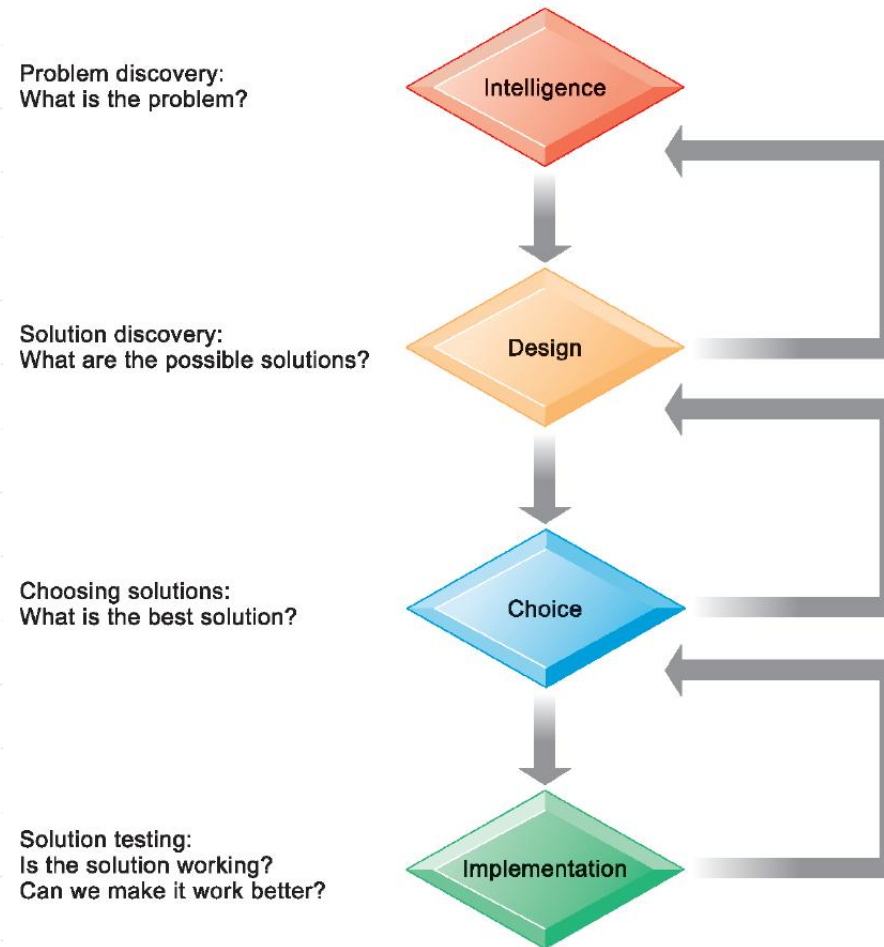 Problem discovery:
What is the problem?
Intelligence
Solution discovery:
What are the possible solutions?
Design
Choosing solutions:
What is the best solution?
Choice
Solution testing:
Is the solution working?
Can we make it work better?
Implementation